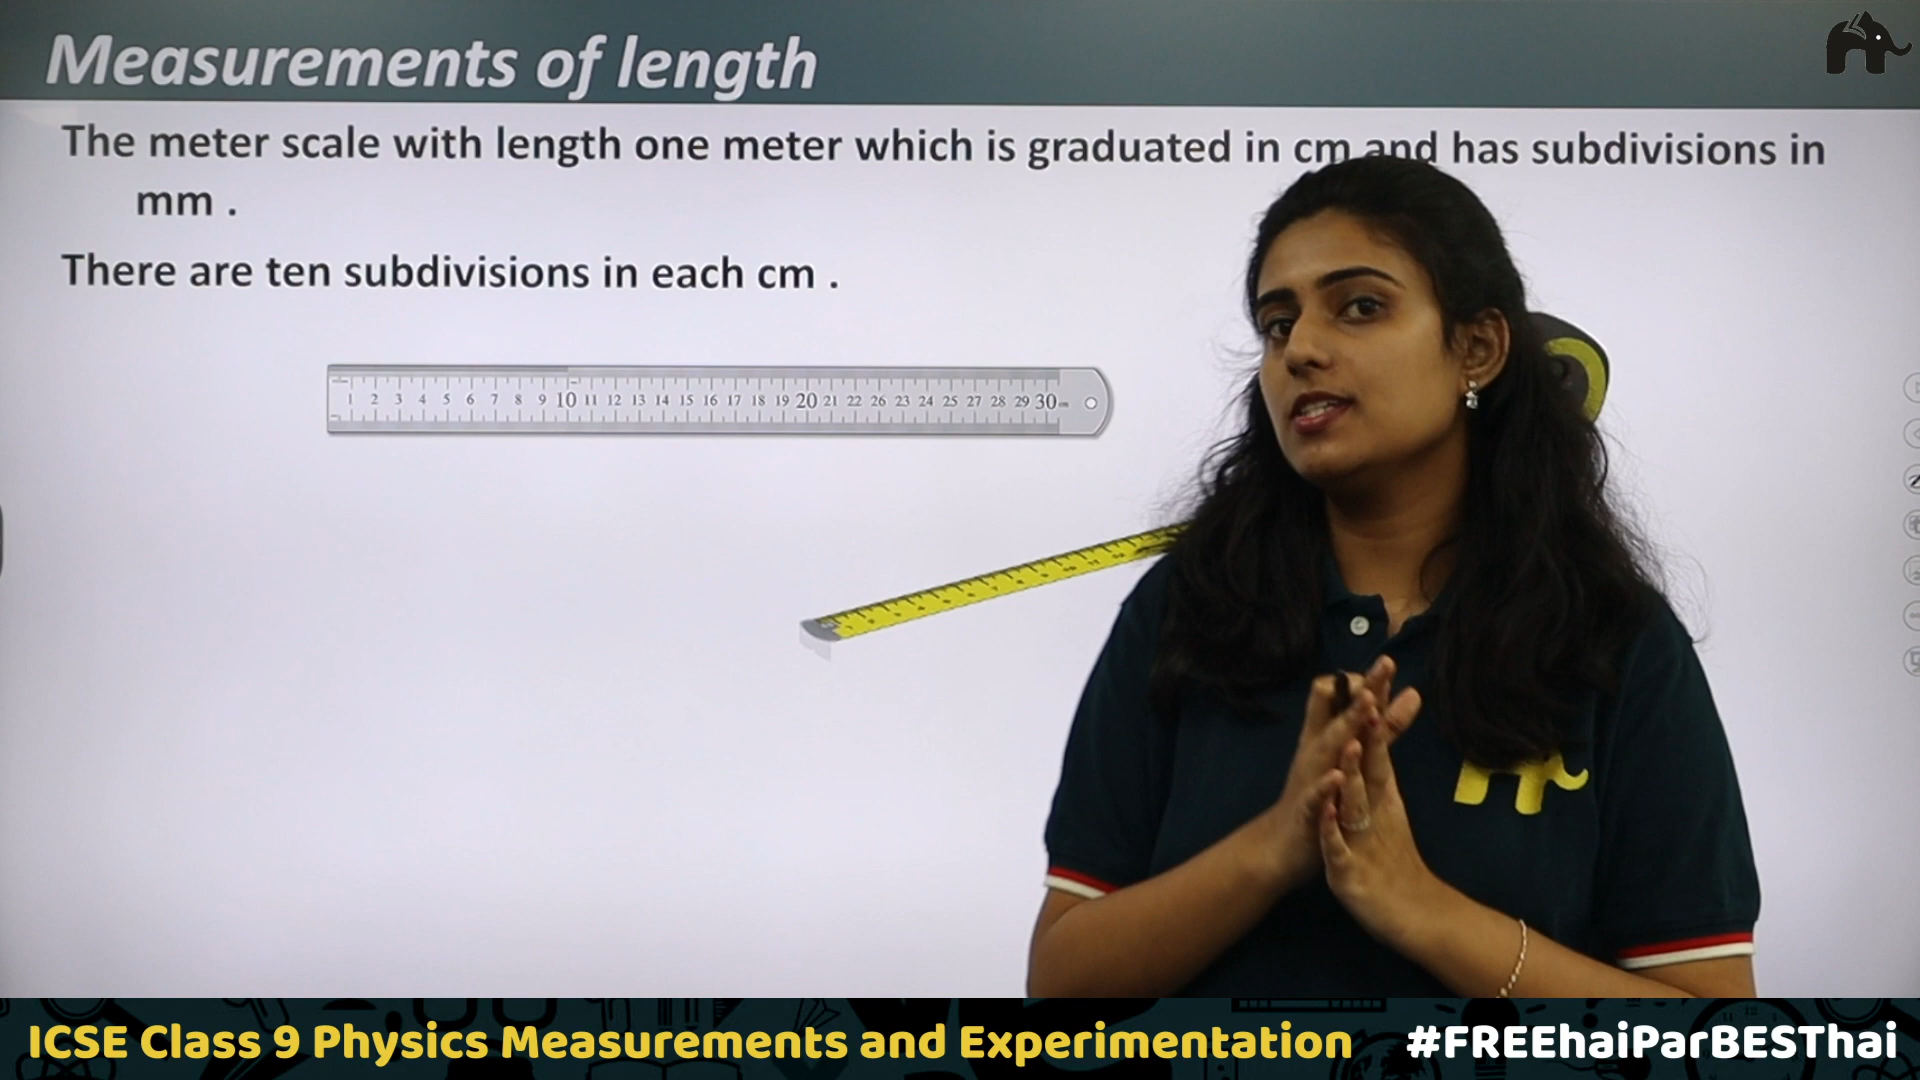 Measurements of length
The meter scale with length one meter which is graduated in cm and has subdivisions in
mm .
There are ten subdivisions in each cm .
1 2 3 4 5 6 7 8 9 10 11 12 13 14 15 16 17 18 19 20 21 22 26 23 24 25 27 28 29 30
ICSE Class 9 Physics Measurements and Experimentation #FREEhaiParBESThai